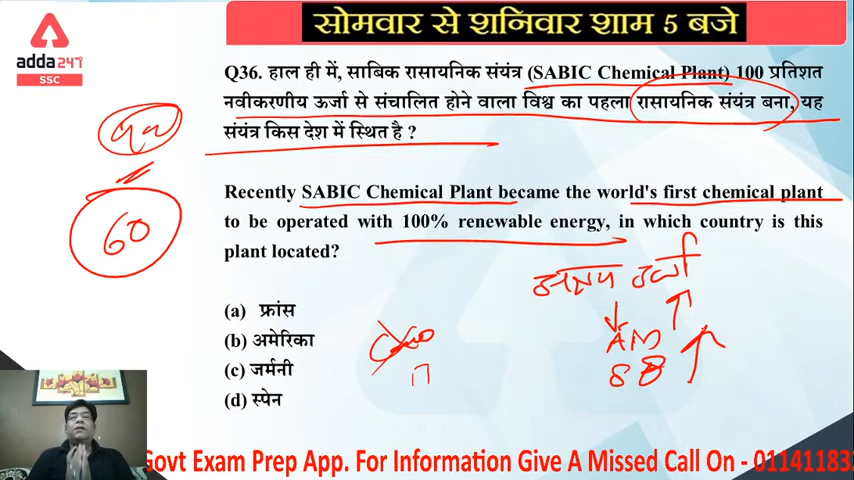 सोमवार से शनिवार शाम 5 बजे
adda247
SSC
Q36. हाल ही में, साबिक रासायनिक संयंत्र (SABIC Chemical Plant) 100 प्रतिशत
नवीकरणीय ऊर्जा से संचालित होने वाला विश्व का पहला रासायनिक संयंत्र बना, यह
संयंत्र किस देश में स्थित है ?
60
Recently SABIC Chemical Plant became the world's first chemical plant
to be operated with 100% renewable energy, in which country is this
plant located?
(a) फ्रांस
(b) अमेरिका
(c) जर्मनी
(d) स्पेन
Govt Exam Prep App. For Information Give A Missed Call On - 011411183